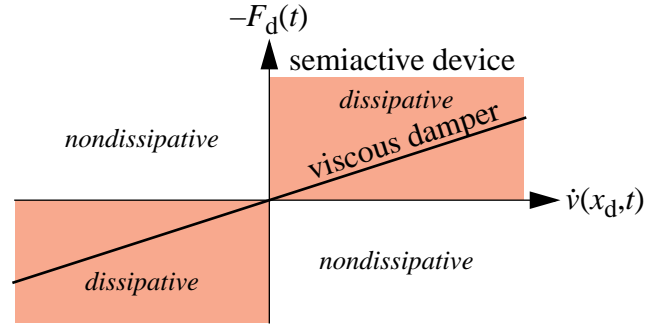 −F_d(t)
semiactive device
dissipative
nondissipative
viscous damper
v̇(x_d,t)
dissipative
nondissipative